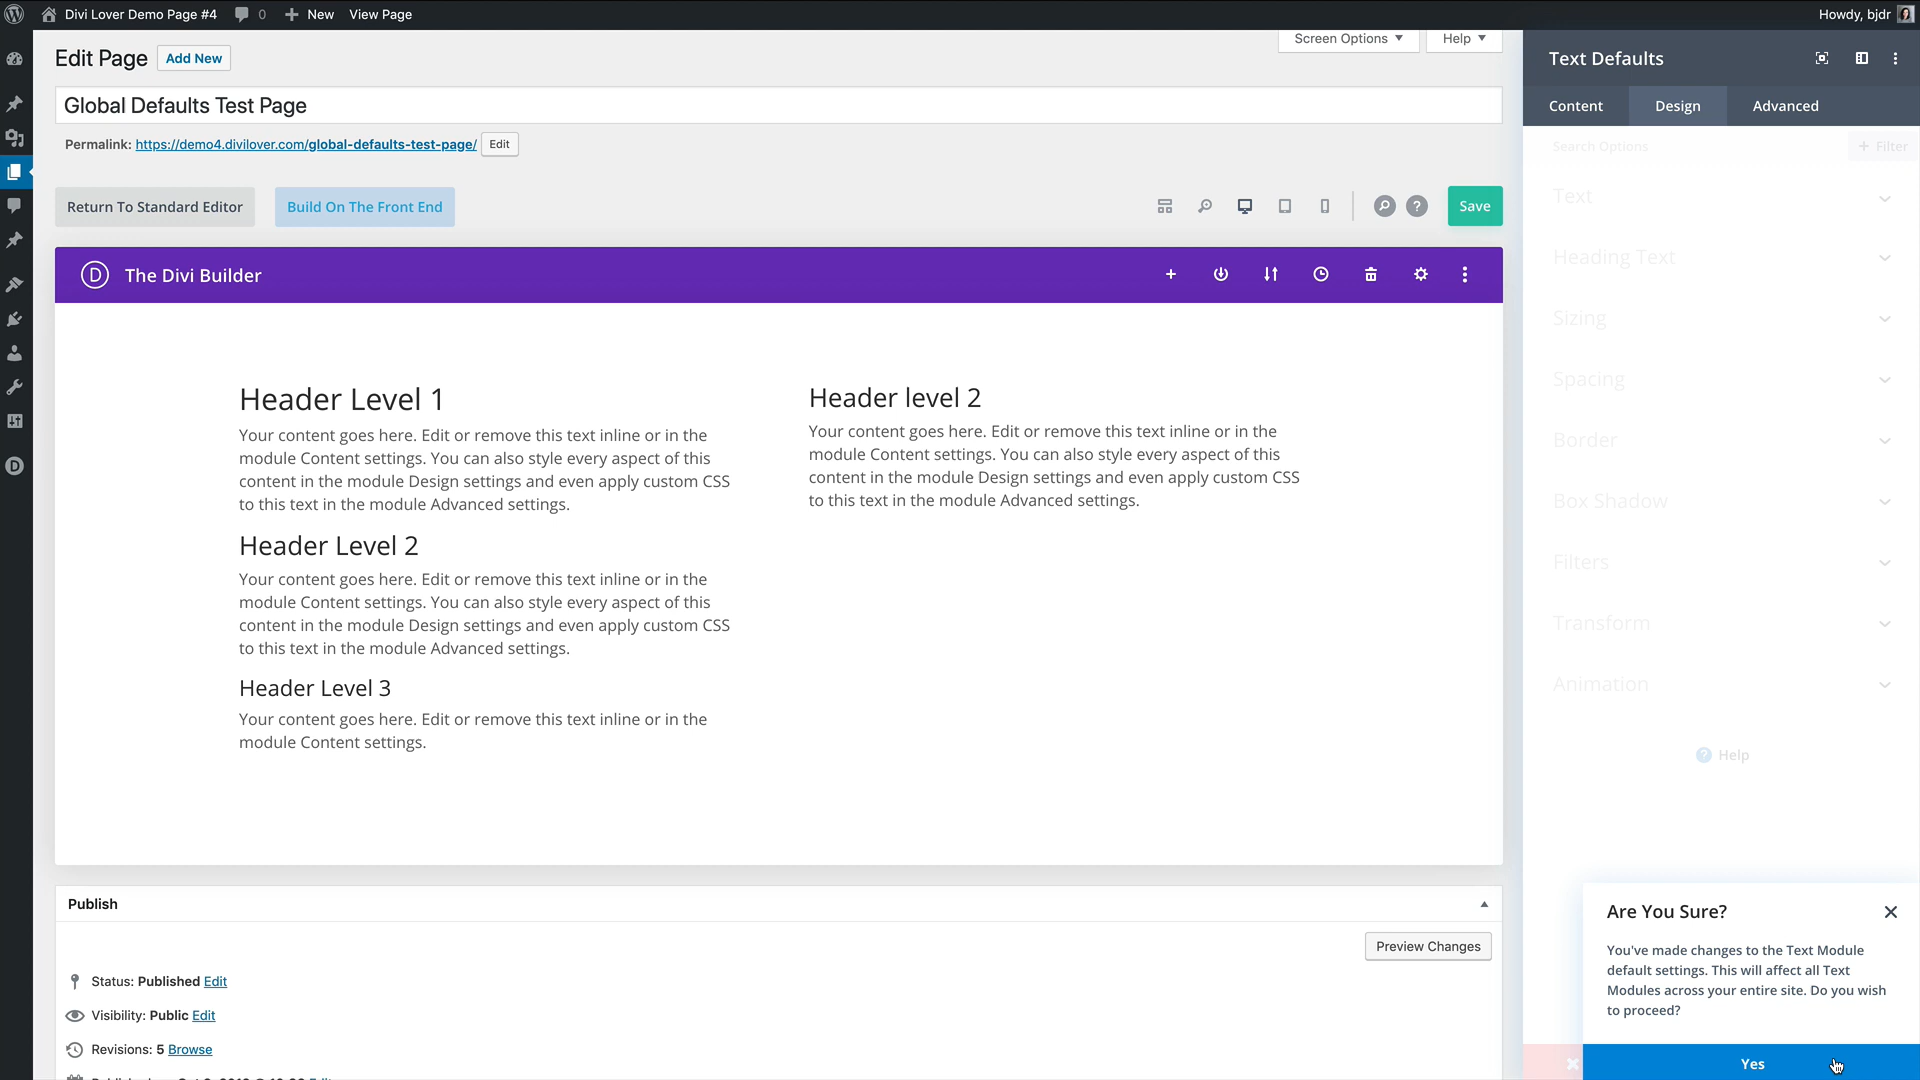 Divi Lover Demo Page #4 0 New View Page Howdy, bjdr
Edit Page Add New Screen Options Help
Global Defaults Test Page
Permalink: https://demo4.divilover.com/global-defaults-test-page/ Edit
Return To Standard Editor Build On The Front End Save
D The Divi Builder
Header Level 1
Your content goes here. Edit or remove this text inline or in the
module Content settings. You can also style every aspect of this
content in the module Design settings and even apply custom CSS
to this text in the module Advanced settings.
Header Level 2
Your content goes here. Edit or remove this text inline or in the
module Content settings. You can also style every aspect of this
content in the module Design settings and even apply custom CSS
to this text in the module Advanced settings.
Header Level 3
Your content goes here. Edit or remove this text inline or in the
module Content settings.
Header level 2
Your content goes here. Edit or remove this text inline or in the
module Content settings. You can also style every aspect of this
content in the module Design settings and even apply custom CSS
to this text in the module Advanced settings.
Publish
Preview Changes
Status: Published Edit
Visibility: Public Edit
Revisions: 5 Browse
Text Defaults
Content Design Advanced
Search Options + Filter
Text
Heading Text
Sizing
Spacing
Border
Box Shadow
Filters
Transform
Animation
? Help
Are You Sure?
You've made changes to the Text Module
default settings. This will affect all Text
Modules across your entire site. Do you wish
to proceed?
Yes